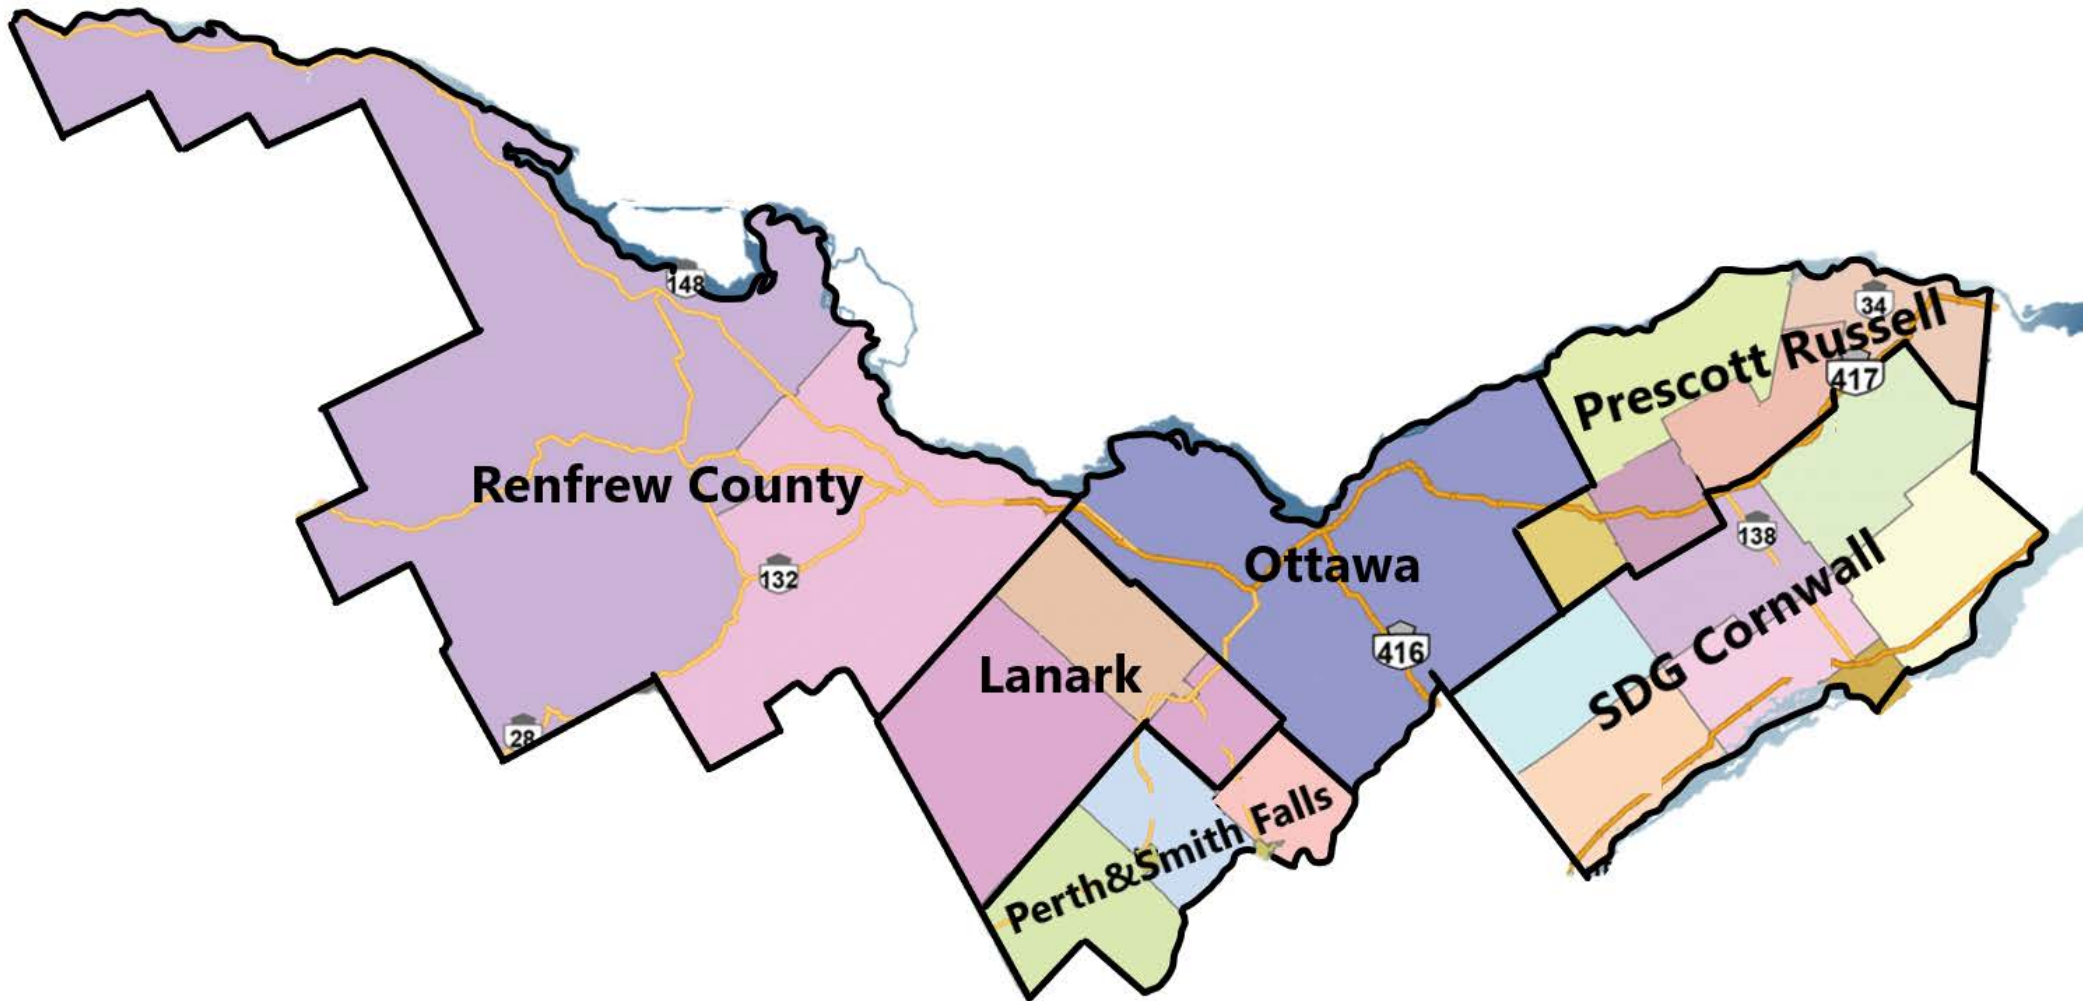 148
34
Prescott Russell
417
Renfrew County
138
Ottawa
132
416
Lanark
SDG Cornwall
28
Perth&Smith Falls